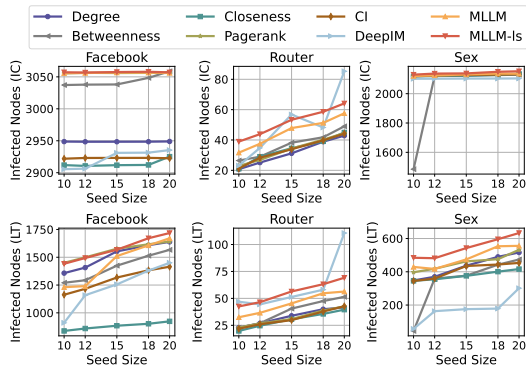 Degree Closeness CI MLLM
Betweenness Pagerank DeepIM MLLM-ls
Facebook Router Sex
Infected Nodes (IC) Infected Nodes (IC) Infected Nodes (IC)
3050
3000
2950
2900
80
60
40
20
2000
1800
1600
10 12 15 18 20 10 12 15 18 20 10 12 15 18 20
Seed Size Seed Size Seed Size
Facebook Router Sex
Infected Nodes (LT) Infected Nodes (LT) Infected Nodes (LT)
1750
1500
1250
1000
100
75
50
25
600
400
200
10 12 15 18 20 10 12 15 18 20 10 12 15 18 20
Seed Size Seed Size Seed Size